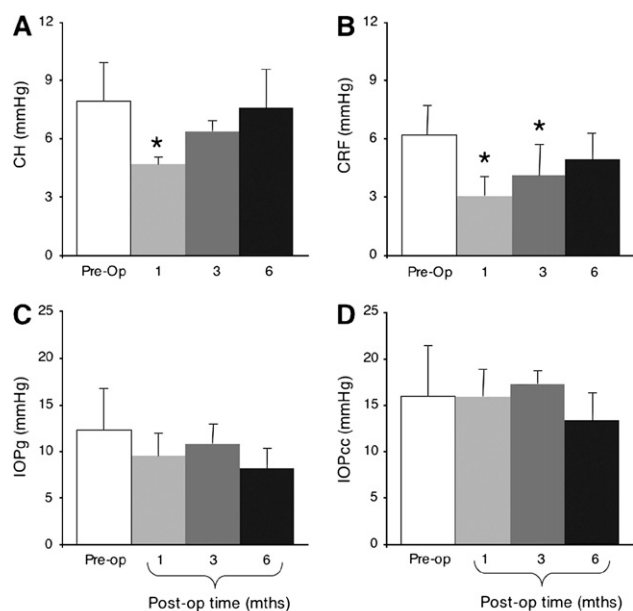 A
CH (mmHg)
12
9
6
3
0
*
Pre-Op 1 3 6
B
CRF (mmHg)
12
9
6
3
0
* *
Pre-Op 1 3 6
C
IOPg (mmHg)
25
20
15
10
5
0
Pre-op 1 3 6
Post-op time (mths)
D
IOPcc (mmHg)
25
20
15
10
5
0
Pre-op 1 3 6
Post-op time (mths)